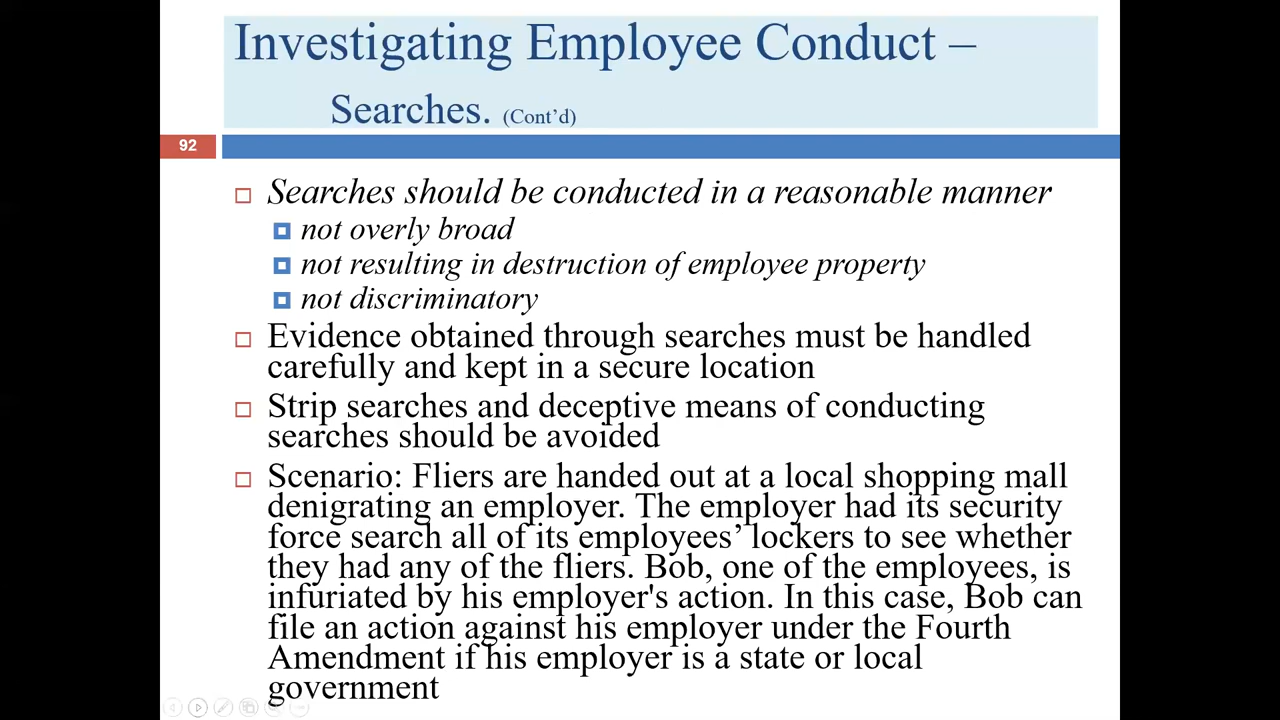 Investigating Employee Conduct –
Searches. (Cont’d)
92
Searches should be conducted in a reasonable manner
not overly broad
not resulting in destruction of employee property
not discriminatory
Evidence obtained through searches must be handled
carefully and kept in a secure location
Strip searches and deceptive means of conducting
searches should be avoided
Scenario: Fliers are handed out at a local shopping mall
denigrating an employer. The employer had its security
force search all of its employees’ lockers to see whether
they had any of the fliers. Bob, one of the employees, is
infuriated by his employer's action. In this case, Bob can
file an action against his employer under the Fourth
Amendment if his employer is a state or local
government